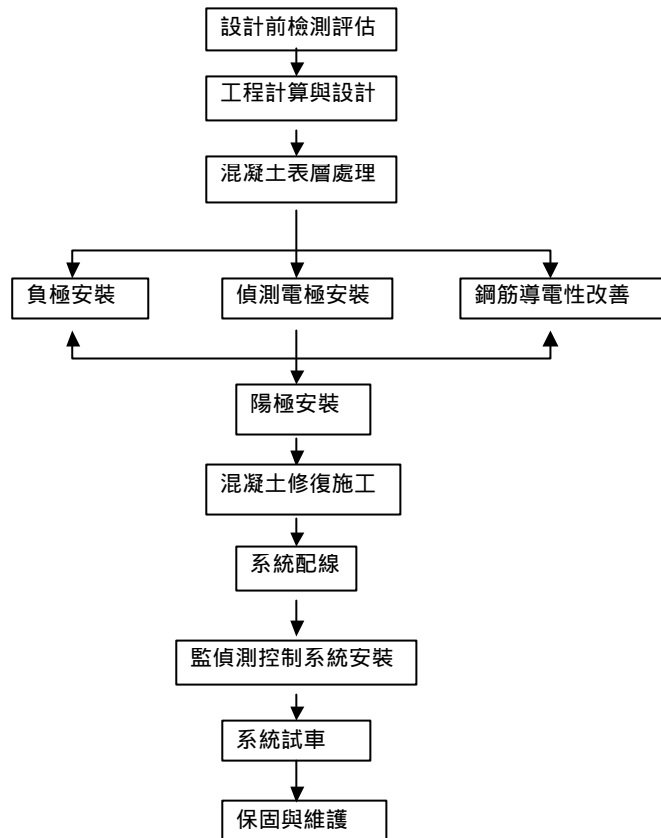 設計前檢測評估
工程計算與設計
混凝土表層處理
負極安裝
偵測電極安裝
鋼筋導電性改善
陽極安裝
混凝土修復施工
系統配線
監偵測控制系統安裝
系統試車
保固與維護